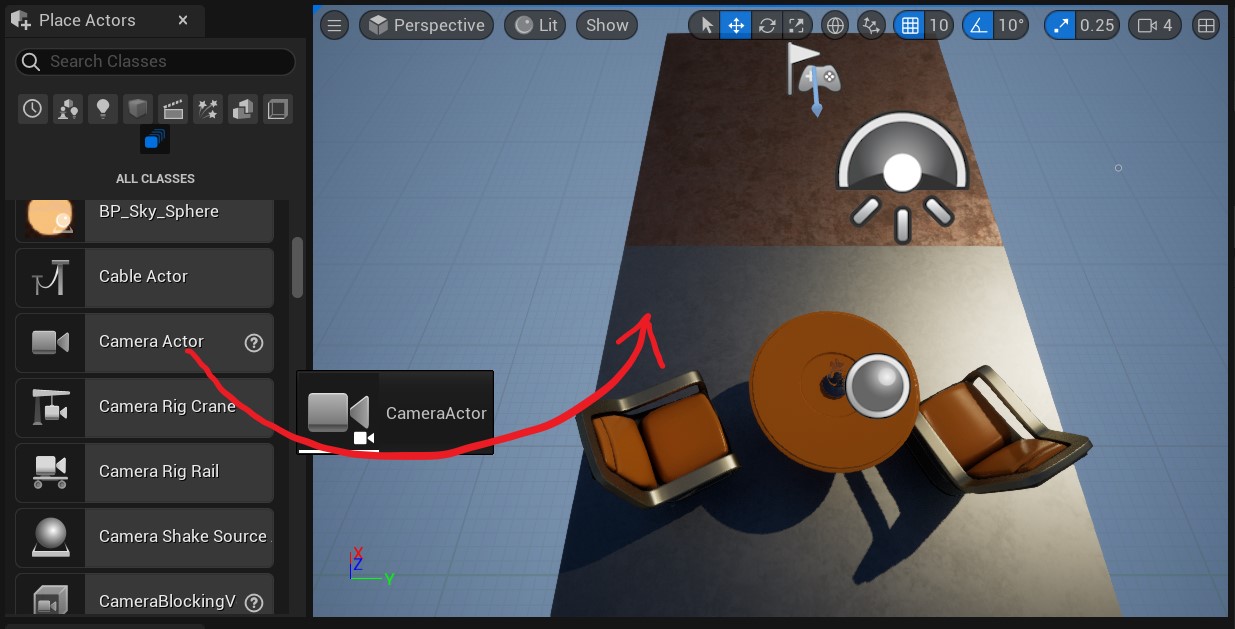 Place Actors
Search Classes
ALL CLASSES
BP_Sky_Sphere
Cable Actor
Camera Actor
Camera Rig Crane
Camera Rig Rail
Camera Shake Source
CameraBlockingV
CameraActor
Perspective
Lit
Show
10
10°
0.25
4
X
Z
Y